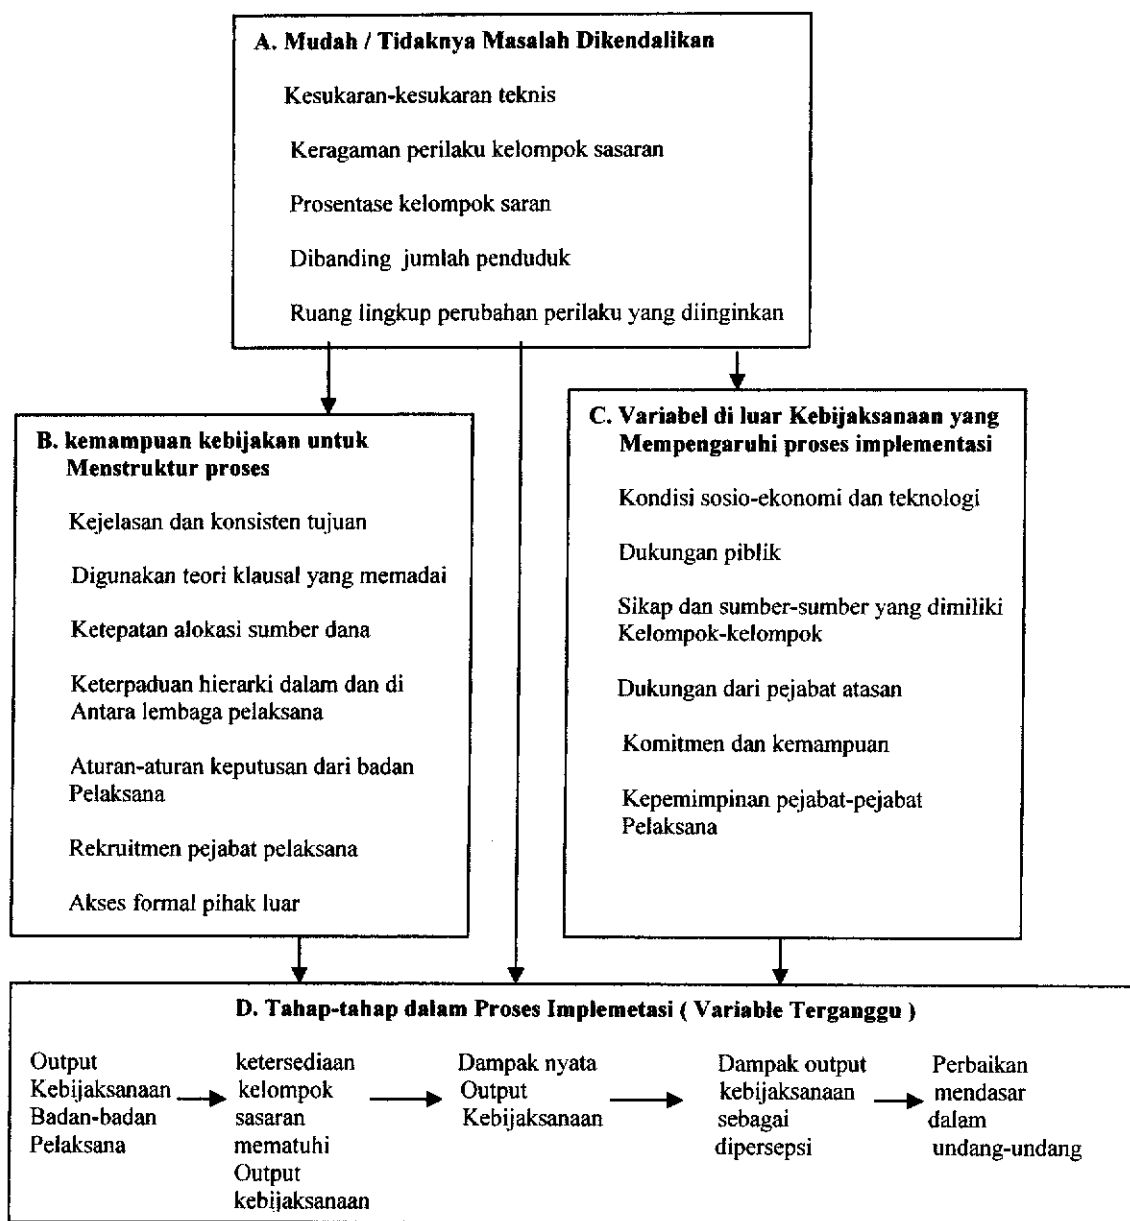 A. Mudah / Tidaknya Masalah Dikendalikan
Kesukaran-kesukaran teknis
Keragaman perilaku kelompok sasaran
Prosentase kelompok saran
Dibanding jumlah penduduk
Ruang lingkup perubahan perilaku yang diinginkan
B. kemampuan kebijakan untuk
Menstruktur proses
Kejelasan dan konsisten tujuan
Digunakan teori klausal yang memadai
Ketepatan alokasi sumber dana
Keterpaduan hierarki dalam dan di
Antara lembaga pelaksana
Aturan-aturan keputusan dari badan
Pelaksana
Rekruitmen pejabat pelaksana
Akses formal pihak luar
C. Variabel di luar Kebijaksanaan yang
Mempengaruhi proses implementasi
Kondisi sosio-ekonomi dan teknologi
Dukungan piblik
Sikap dan sumber-sumber yang dimiliki
Kelompok-kelompok
Dukungan dari pejabat atasan
Komitmen dan kemampuan
Kepemimpinan pejabat-pejabat
Pelaksana
D. Tahap-tahap dalam Proses Implemetasi ( Variable Terganggu )
Output
Kebijaksanaan
Badan-badan
Pelaksana
ketersediaan
kelompok
sasaran
mematuhi
Output
kebijaksanaan
Dampak nyata
Output
Kebijaksanaan
Dampak output
kebijaksanaan
sebagai
dipersepsi
Perbaikan
mendasar
dalam
undang-undang